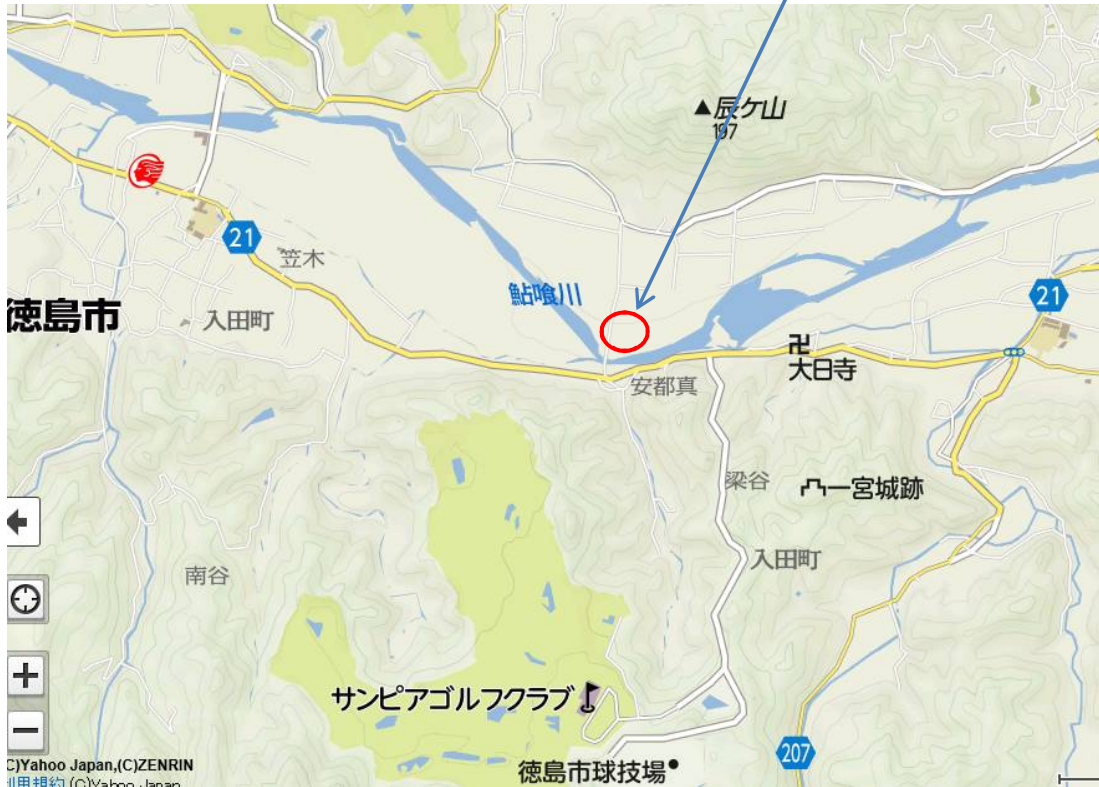 ▲辰ケ山
197
21
笠木
鮎喰川
21
徳島市
入田町
大日寺
安都真
梁谷
一宮城跡
入田町
南谷
サンピアゴルフクラブ
207
徳島市球技場
C)Yahoo Japan,(C)ZENRIN
利用規約 (C)Yahoo Japan